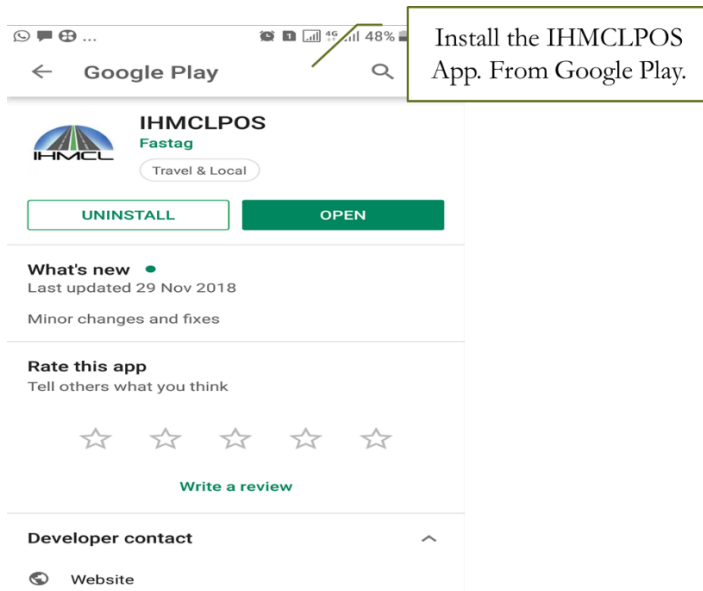 ... 4G 48%
Install the IHMCLPOS
App. From Google Play.
Google Play
IHMCLPOS
IHMCL
Fastag
Travel & Local
UNINSTALL OPEN
What's new
Last updated 29 Nov 2018
Minor changes and fixes
Rate this app
Tell others what you think
Write a review
Developer contact
Website